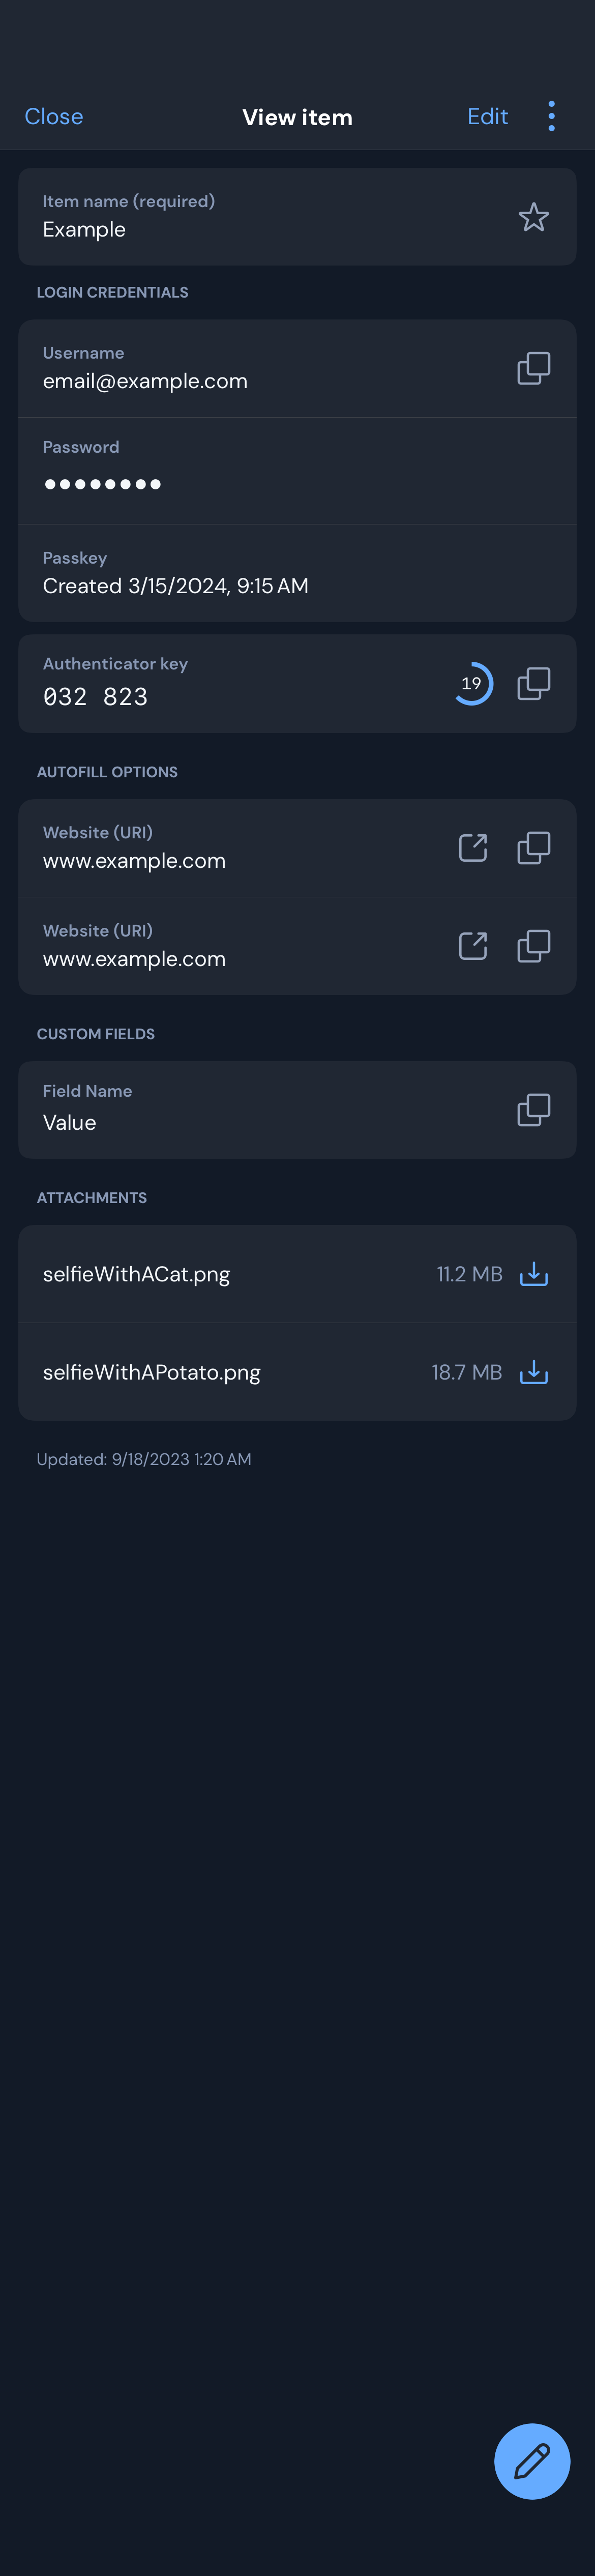 Close View item Edit
Item name (required)
Example
LOGIN CREDENTIALS
Username
email@example.com
Password
Passkey
Created 3/15/2024, 9:15 AM
Authenticator key
032 823 19
AUTOFILL OPTIONS
Website (URI)
www.example.com
Website (URI)
www.example.com
CUSTOM FIELDS
Field Name
Value
ATTACHMENTS
selfieWithACat.png 11.2 MB
selfieWithAPotato.png 18.7 MB
Updated: 9/18/2023 1:20 AM